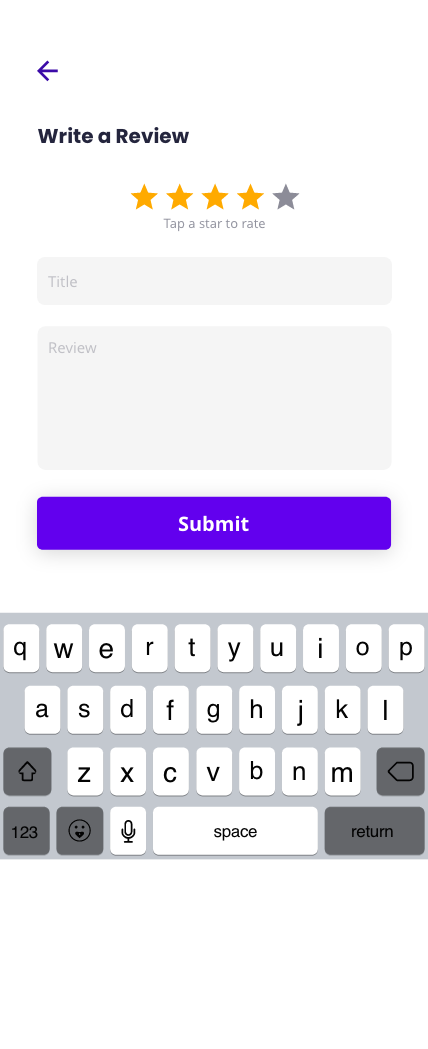 Write a Review
Tap a star to rate
Title
Review
Submit
q w e r t y u i o p
a s d f g h j k l
z x c v b n m
123 space return